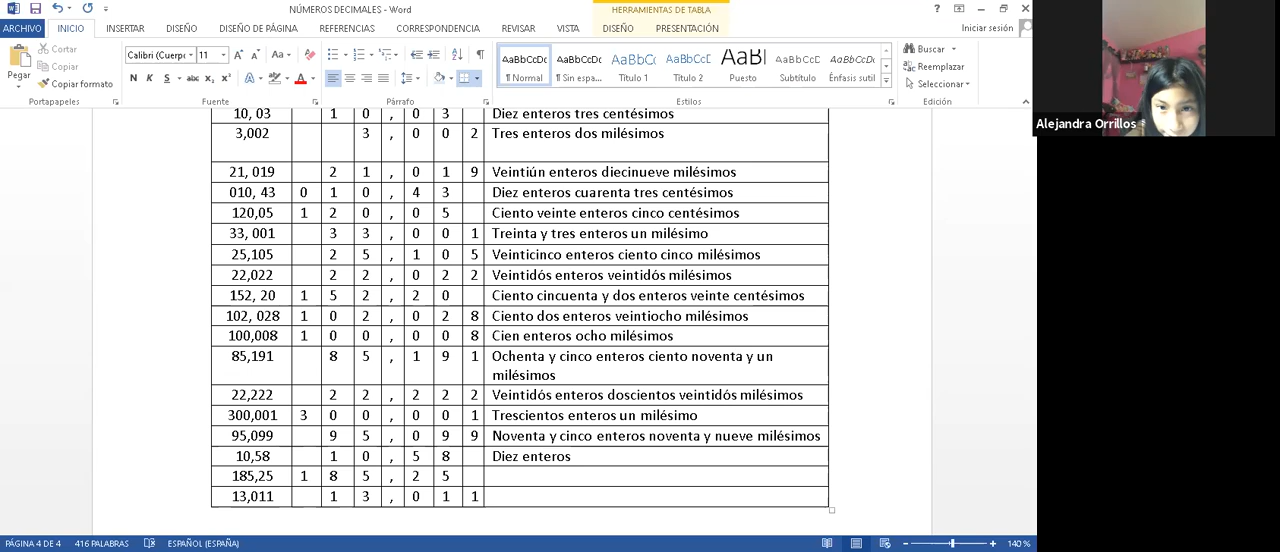 NÚMEROS DECIMALES - Word
HERRAMIENTAS DE TABLA
ARCHIVO INICIO INSERTAR DISEÑO DISEÑO DE PÁGINA REFERENCIAS CORRESPONDENCIA REVISAR VISTA DISEÑO PRESENTACIÓN Iniciar sesión
Pegar
Cortar
Copiar
Copiar formato
Portapapeles
Calibri (Cuerp 11
Fuente
Párrafo
AaBbCcDc ¶ Normal
AaBbCcDc ¶ Sin espa...
AaBbC Título 1
AaBbCc Título 2
AaB Puesto
AaBbCcC Subtítulo
AaBbCcDc Énfasis sutil
Estilos
Buscar
Reemplazar
Seleccionar
Edición
Alejandra Orrillos
10, 03 1 0 , 0 3 Diez enteros tres centésimos
3,002 3 , 0 0 2 Tres enteros dos milésimos
21, 019 2 1 , 0 1 9 Veintiún enteros diecinueve milésimos
010, 43 0 1 0 , 4 3 Diez enteros cuarenta tres centésimos
120,05 1 2 0 , 0 5 Ciento veinte enteros cinco centésimos
33, 001 3 3 , 0 0 1 Treinta y tres enteros un milésimo
25,105 2 5 , 1 0 5 Veinticinco enteros ciento cinco milésimos
22,022 2 2 , 0 2 2 Veintidós enteros veintidós milésimos
152, 20 1 5 2 , 2 0 Ciento cincuenta y dos enteros veinte centésimos
102, 028 1 0 2 , 0 2 8 Ciento dos enteros veintiocho milésimos
100,008 1 0 0 , 0 0 8 Cien enteros ocho milésimos
85,191 8 5 , 1 9 1 Ochenta y cinco enteros ciento noventa y un
milésimos
22,222 2 2 , 2 2 2 Veintidós enteros doscientos veintidós milésimos
300,001 3 0 0 , 0 0 1 Trescientos enteros un milésimo
95,099 9 5 , 0 9 9 Noventa y cinco enteros noventa y nueve milésimos
10,58 1 0 , 5 8 Diez enteros
185,25 1 8 5 , 2 5
13,011 1 3 , 0 1 1
PÁGINA 4 DE 4 416 PALABRAS ESPAÑOL (ESPAÑA) 140 %